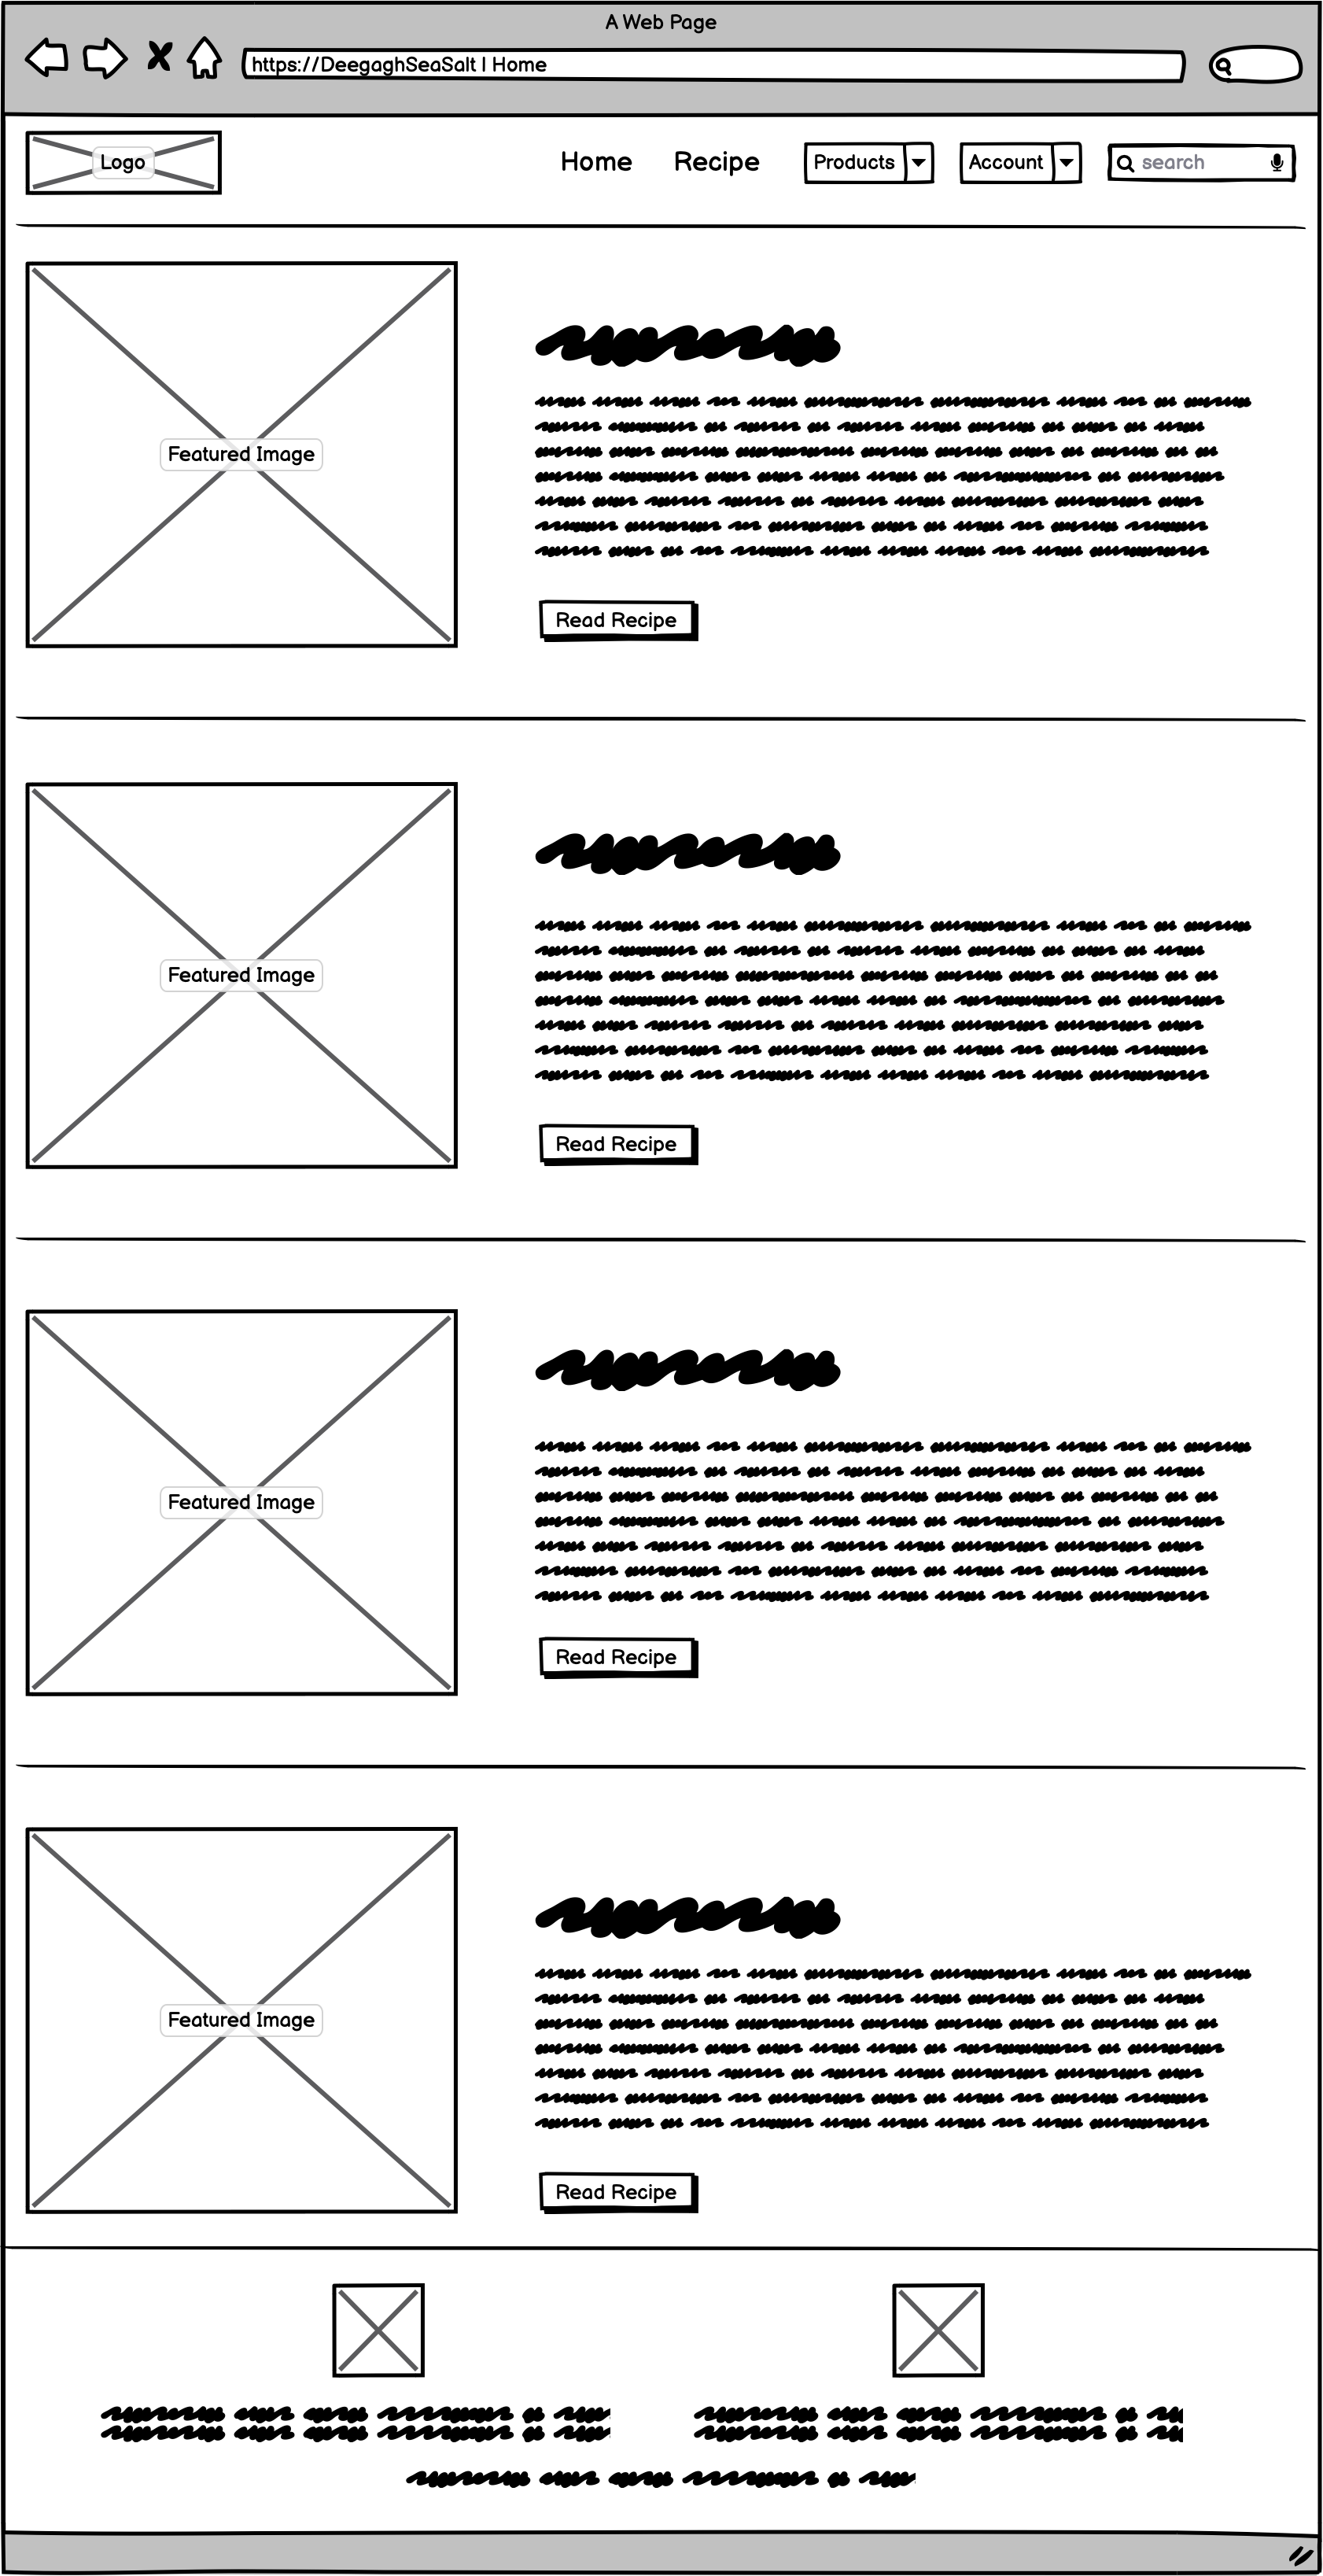 A Web Page
https://DeegaghSeaSalt | Home
Logo
Home Recipe Products Account search
Featured Image
Read Recipe
Featured Image
Read Recipe
Featured Image
Read Recipe
Featured Image
Read Recipe